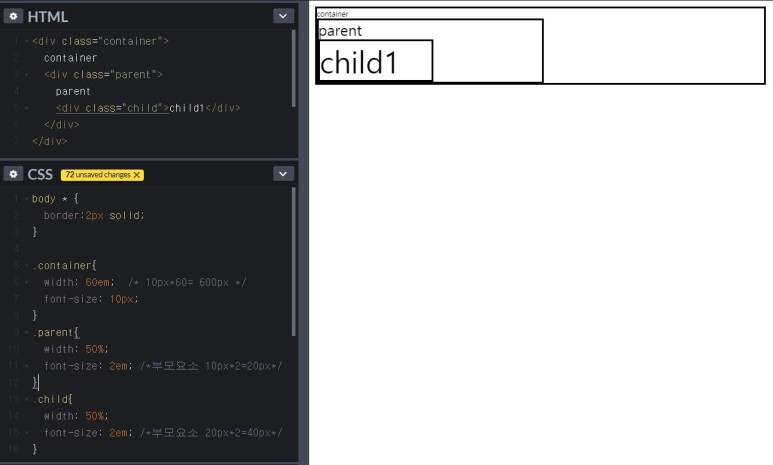 HTML
1 <div class="container">
2 container
3 <div class="parent">
4 parent
5 <div class="child">child1</div>
6 </div>
7 </div>
CSS 72 unsaved changes X
1 body * {
2 border:2px solid;
3 }
4
5 .container{
6 width: 60em; /* 10px*60= 600px */
7 font-size: 10px;
8 }
9 .parent{
10 width: 50%;
11 font-size: 2em; /*부모요소 10px*2=20px*/
12 }
13 .child{
14 width: 50%;
15 font-size: 2em; /*부모요소 20px*2=40px*/
16 }
container
parent
child1